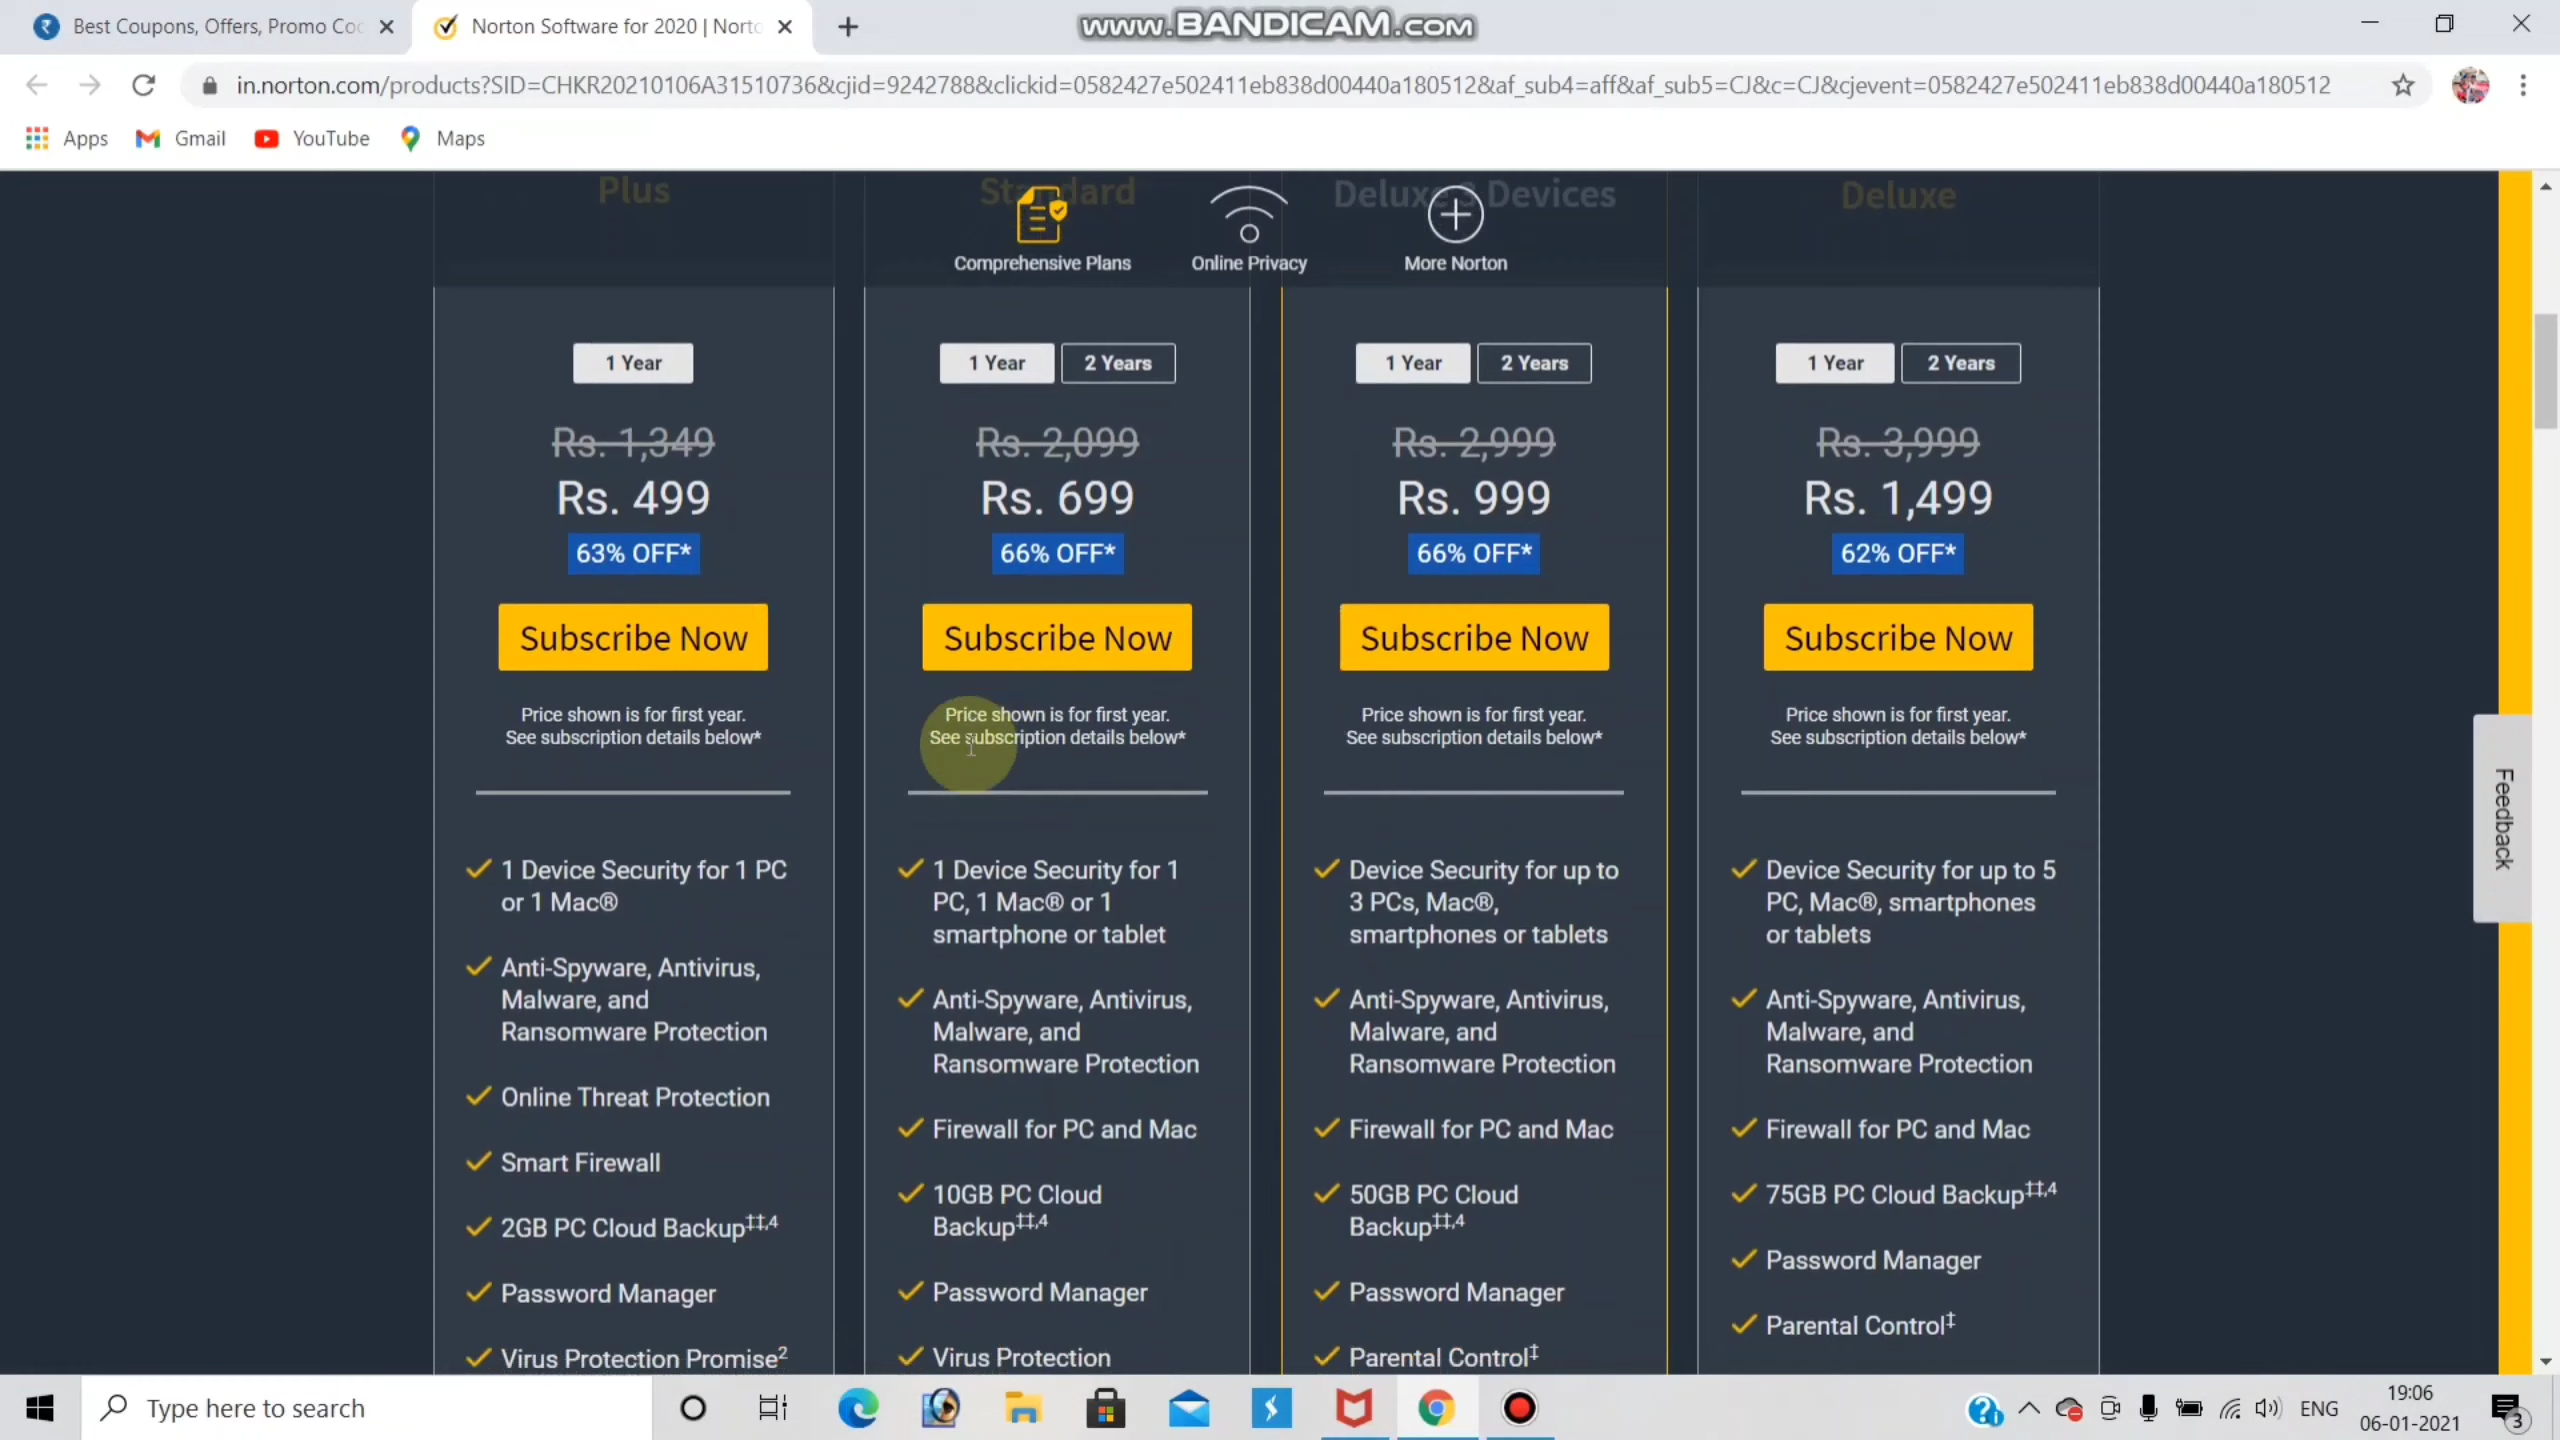 Best Coupons, Offers, Promo Coc
Norton Software for 2020 | Norto
www.BANDICAM.com
in.norton.com/products?SID=CHKR20210106A31510736&cjid=9242788&clickid=0582427e502411eb838d00440a180512&af_sub4=aff&af_sub5=CJ&c=CJ&cjevent=0582427e502411eb838d00440a180512
Apps
Gmail
YouTube
Maps
Plus
Standard
Deluxe 3 Devices
Deluxe
Comprehensive Plans
Online Privacy
More Norton
1 Year
Rs. 1,349
Rs. 499
63% OFF*
Subscribe Now
Price shown is for first year.
See subscription details below*
1 Device Security for 1 PC
or 1 Mac®
Anti-Spyware, Antivirus,
Malware, and
Ransomware Protection
Online Threat Protection
Smart Firewall
2GB PC Cloud Backup‡‡,4
Password Manager
Virus Protection Promise2
1 Year
2 Years
Rs. 2,099
Rs. 699
66% OFF*
Subscribe Now
Price shown is for first year.
See subscription details below*
1 Device Security for 1
PC, 1 Mac® or 1
smartphone or tablet
Anti-Spyware, Antivirus,
Malware, and
Ransomware Protection
Firewall for PC and Mac
10GB PC Cloud
Backup‡‡,4
Password Manager
Virus Protection
1 Year
2 Years
Rs. 2,999
Rs. 999
66% OFF*
Subscribe Now
Price shown is for first year.
See subscription details below*
Device Security for up to
3 PCs, Mac®,
smartphones or tablets
Anti-Spyware, Antivirus,
Malware, and
Ransomware Protection
Firewall for PC and Mac
50GB PC Cloud
Backup‡‡,4
Password Manager
Parental Control‡
1 Year
2 Years
Rs. 3,999
Rs. 1,499
62% OFF*
Subscribe Now
Price shown is for first year.
See subscription details below*
Device Security for up to 5
PC, Mac®, smartphones
or tablets
Anti-Spyware, Antivirus,
Malware, and
Ransomware Protection
Firewall for PC and Mac
75GB PC Cloud Backup‡‡,4
Password Manager
Parental Control‡
Feedback
Type here to search
ENG
19:06
06-01-2021
3